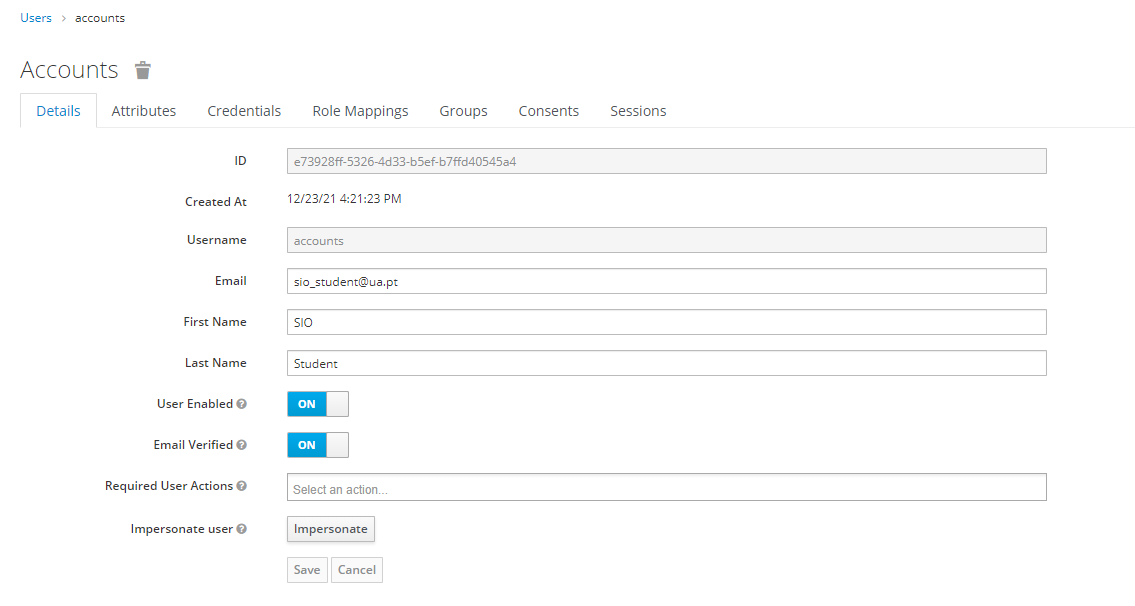 Users › accounts
Accounts
Details Attributes Credentials Role Mappings Groups Consents Sessions
ID e73928ff-5326-4d33-b5ef-b7ffd40545a4
Created At 12/23/21 4:21:23 PM
Username accounts
Email sio_student@ua.pt
First Name SIO
Last Name Student
User Enabled ? ON
Email Verified ? ON
Required User Actions ? Select an action...
Impersonate user ? Impersonate
Save Cancel